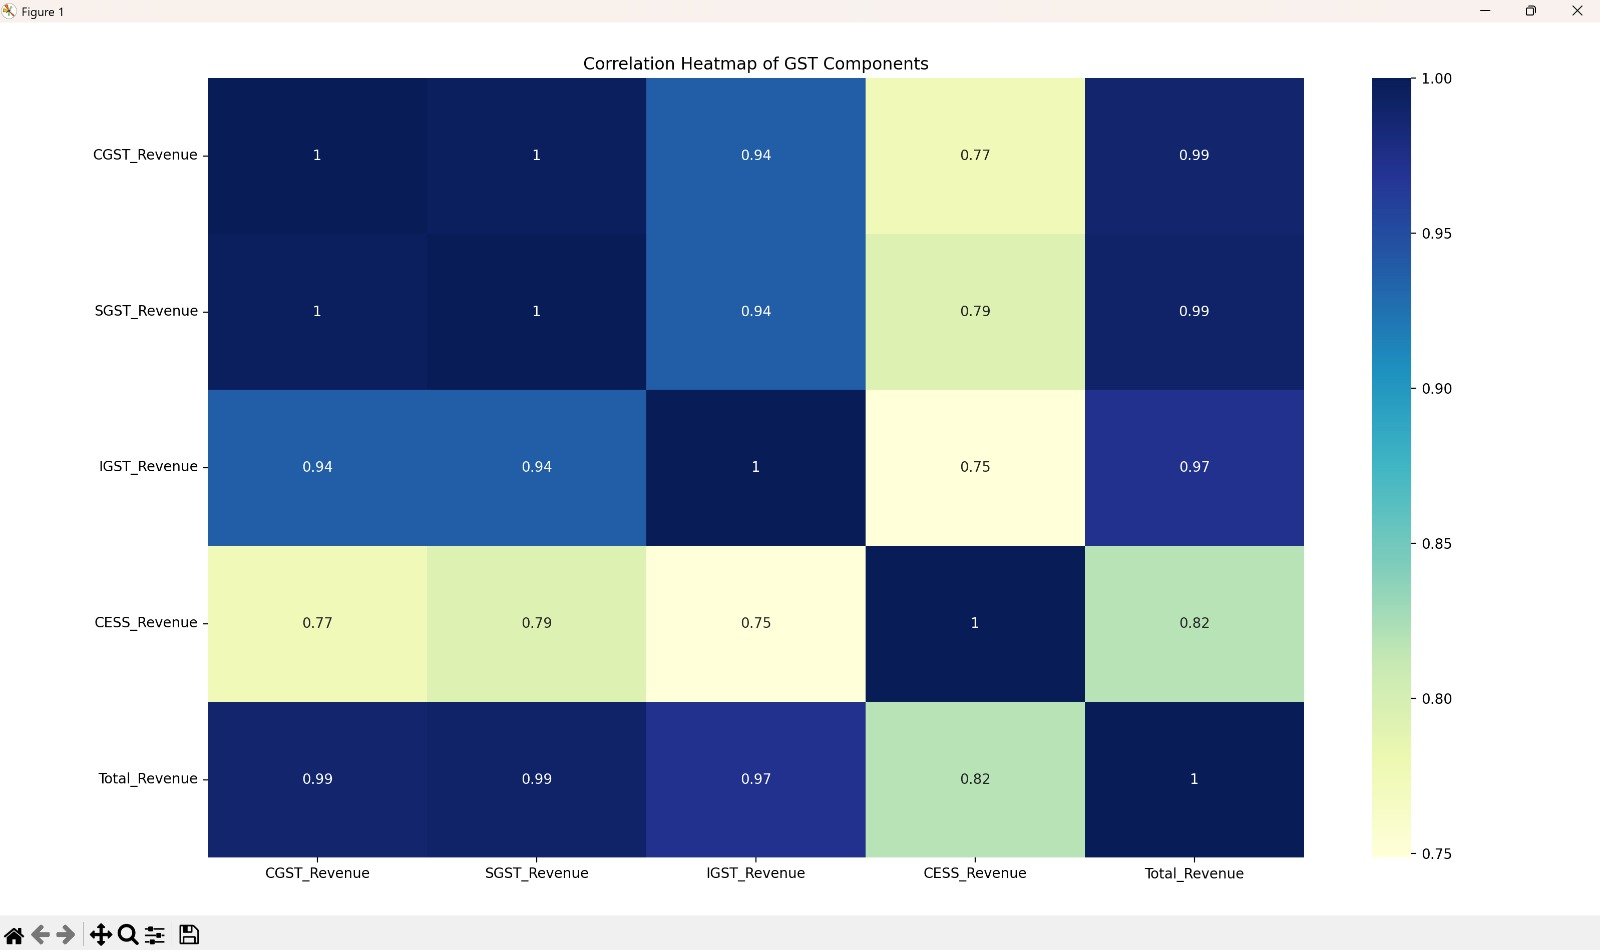 Figure 1
Correlation Heatmap of GST Components
CGST_Revenue 1 1 0.94 0.77 0.99
SGST_Revenue 1 1 0.94 0.79 0.99
IGST_Revenue 0.94 0.94 1 0.75 0.97
CESS_Revenue 0.77 0.79 0.75 1 0.82
Total_Revenue 0.99 0.99 0.97 0.82 1
CGST_Revenue SGST_Revenue IGST_Revenue CESS_Revenue Total_Revenue
1.00
0.95
0.90
0.85
0.80
0.75